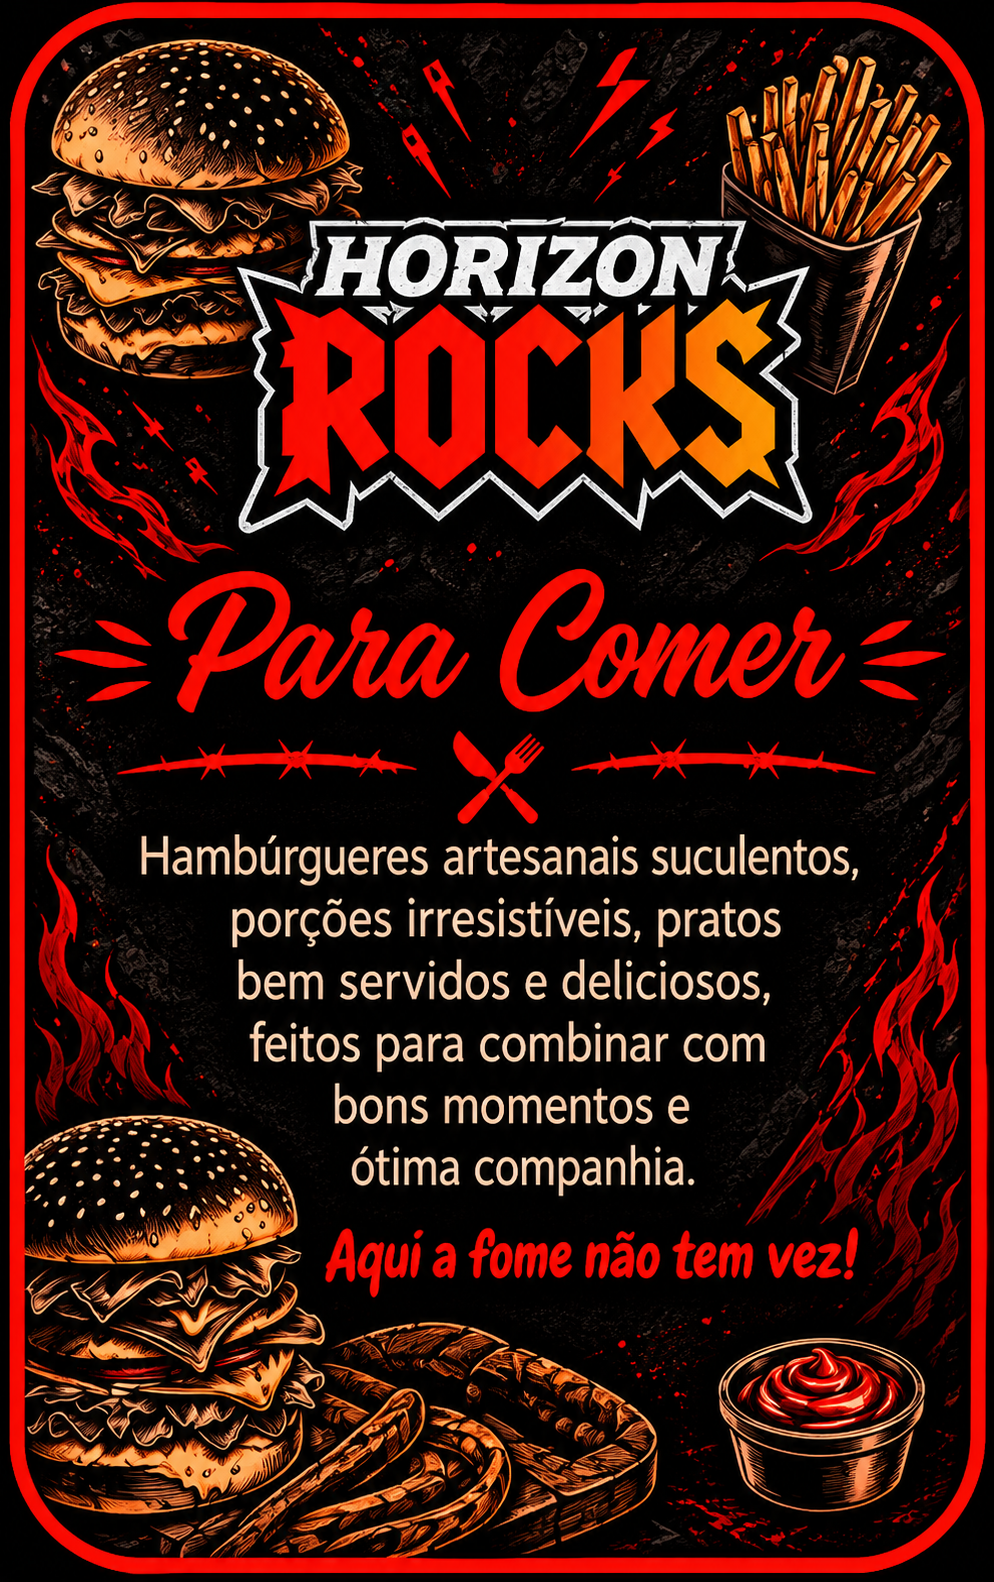 HORIZON
ROCKS
Para Comer
Hambúrgueres artesanais suculentos,
porções irresistíveis, pratos
bem servidos e deliciosos,
feitos para combinar com
bons momentos e
ótima companhia.
Aqui a fome não tem vez!